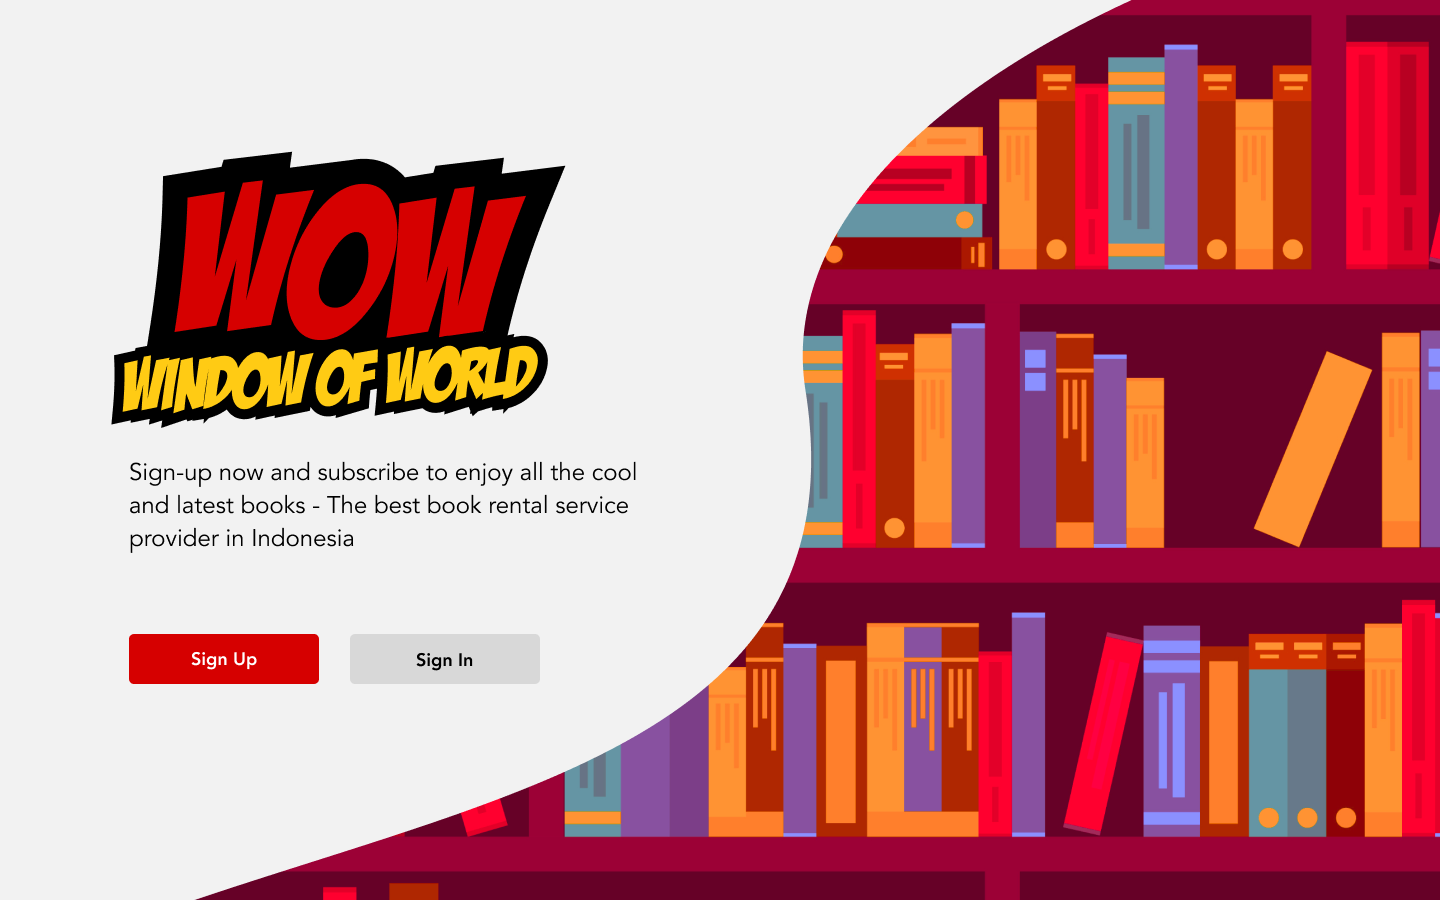 WOW
WINDOW OF WORLD
Sign-up now and subscribe to enjoy all the cool
and latest books - The best book rental service
provider in Indonesia
Sign Up
Sign In